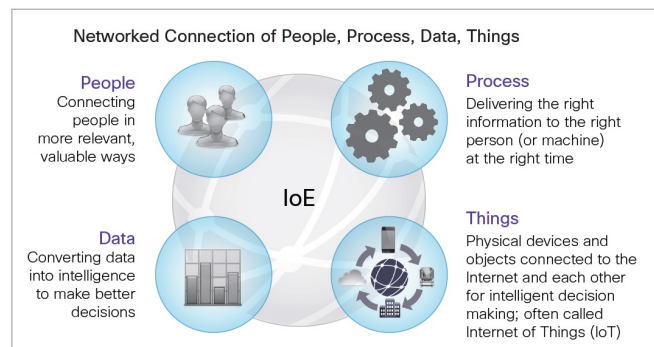 Networked Connection of People, Process, Data, Things
People
Connecting
people in
more relevant,
valuable ways
Process
Delivering the right
information to the right
person (or machine)
at the right time
IoE
Data
Converting data
into intelligence
to make better
decisions
Things
Physical devices and
objects connected to the
Internet and each other
for intelligent decision
making; often called
Internet of Things (IoT)